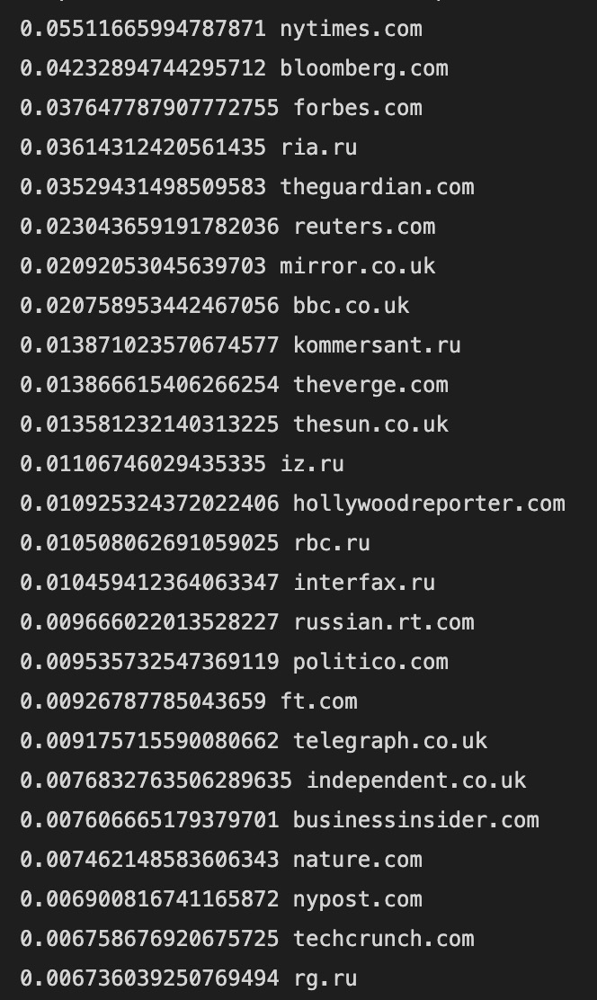 0.05511665994787871 nytimes.com
0.04232894744295712 bloomberg.com
0.037647787907772755 forbes.com
0.03614312420561435 ria.ru
0.03529431498509583 theguardian.com
0.023043659191782036 reuters.com
0.02092053045639703 mirror.co.uk
0.020758953442467056 bbc.co.uk
0.013871023570674577 kommersant.ru
0.013866615406266254 theverge.com
0.013581232140313225 thesun.co.uk
0.01106746029435335 iz.ru
0.010925324372022406 hollywoodreporter.com
0.010508062691059025 rbc.ru
0.010459412364063347 interfax.ru
0.009666022013528227 russian.rt.com
0.009535732547369119 politico.com
0.00926787785043659 ft.com
0.009175715590080662 telegraph.co.uk
0.0076832763506289635 independent.co.uk
0.007606665179379701 businessinsider.com
0.007462148583606343 nature.com
0.006900816741165872 nypost.com
0.006758676920675725 techcrunch.com
0.006736039250769494 rg.ru